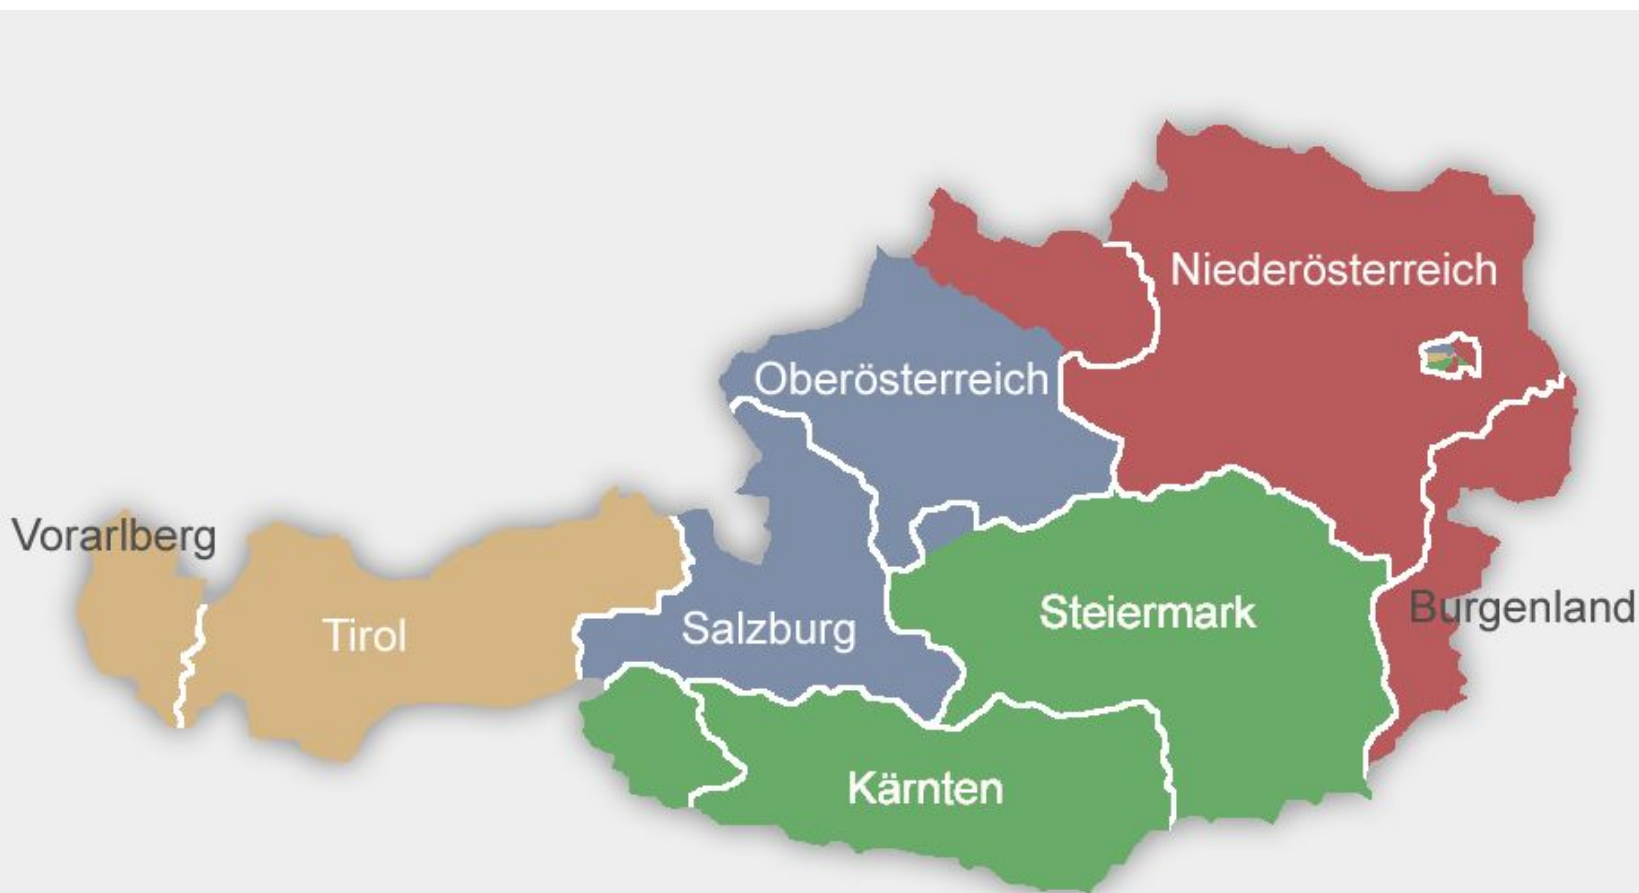 Niederösterreich
Oberösterreich
Vorarlberg
Tirol
Salzburg
Steiermark
Burgenland
Kärnten